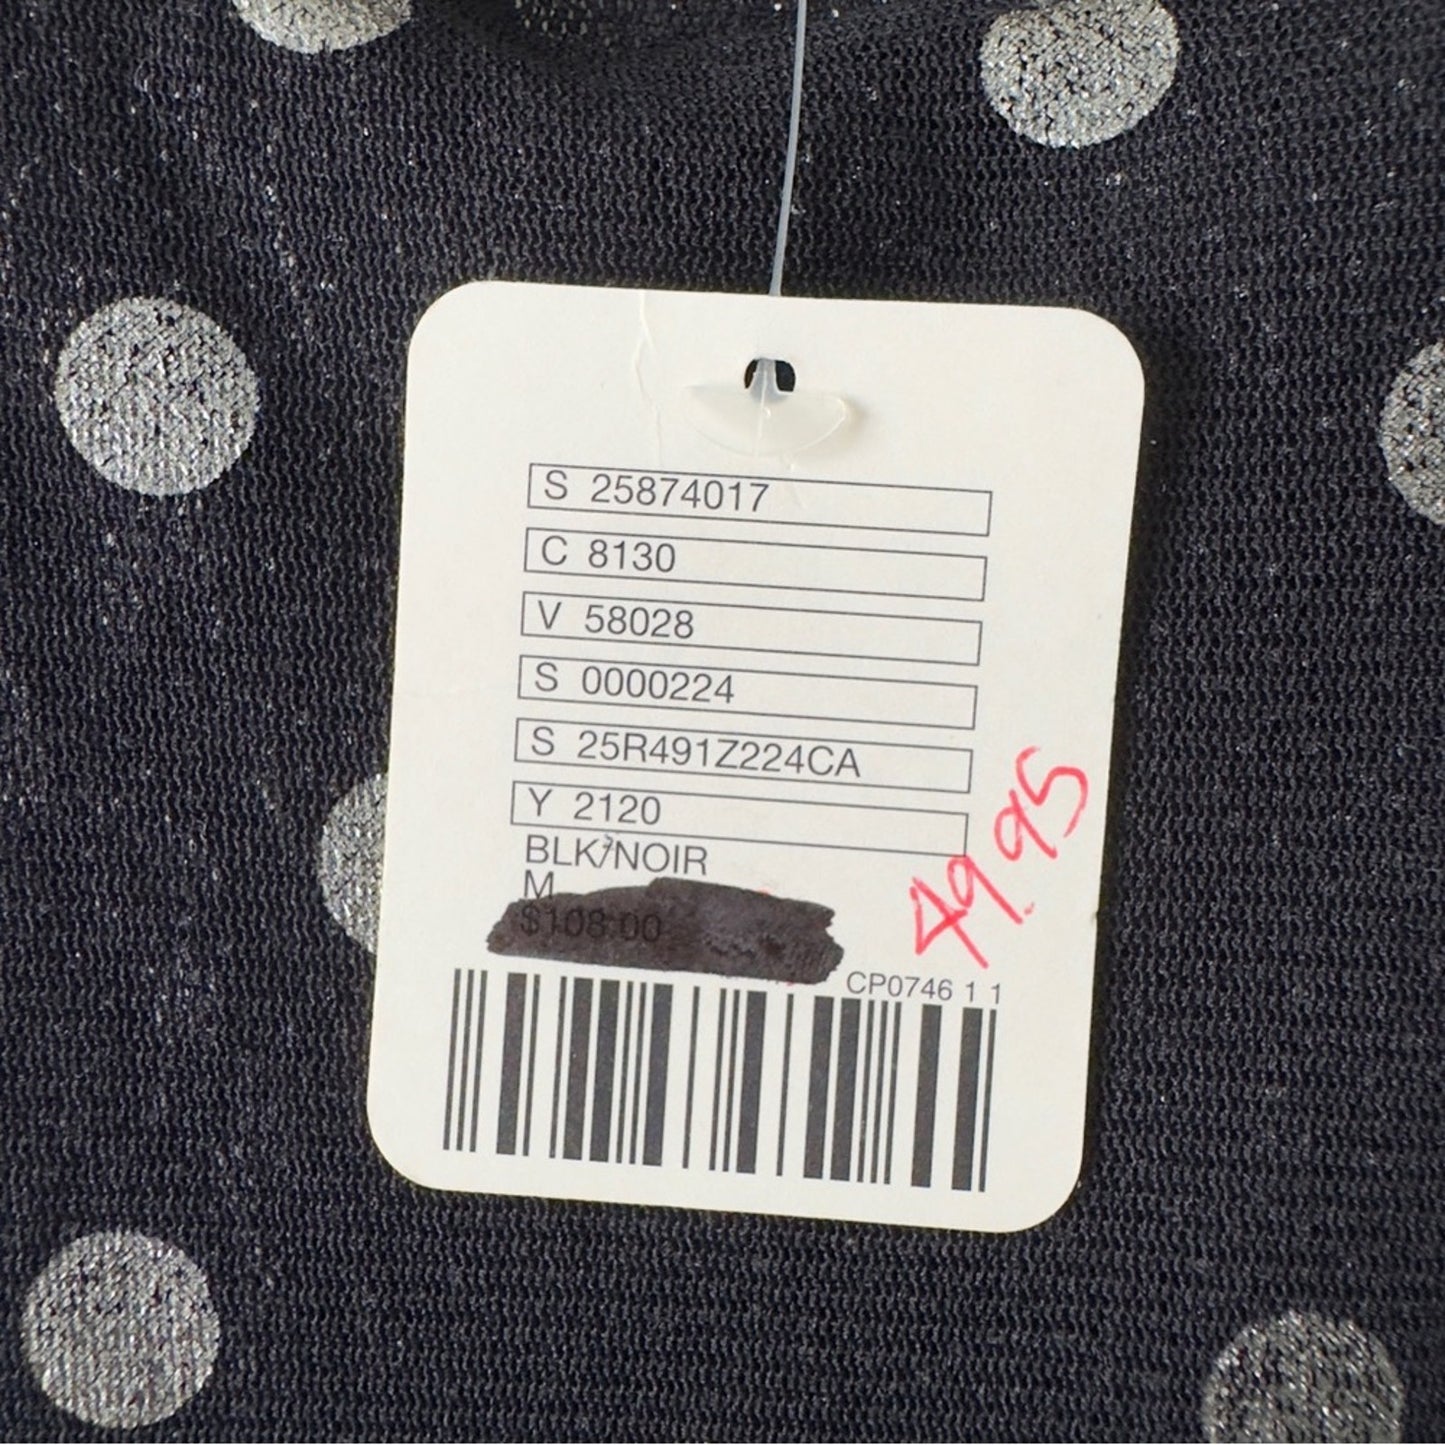 S 25874017
C 8130
V 58028
S 0000224
S 25R491Z224CA
Y 2120
BLK/NOIR
M
$108.00
49.95
CP0746 1 1